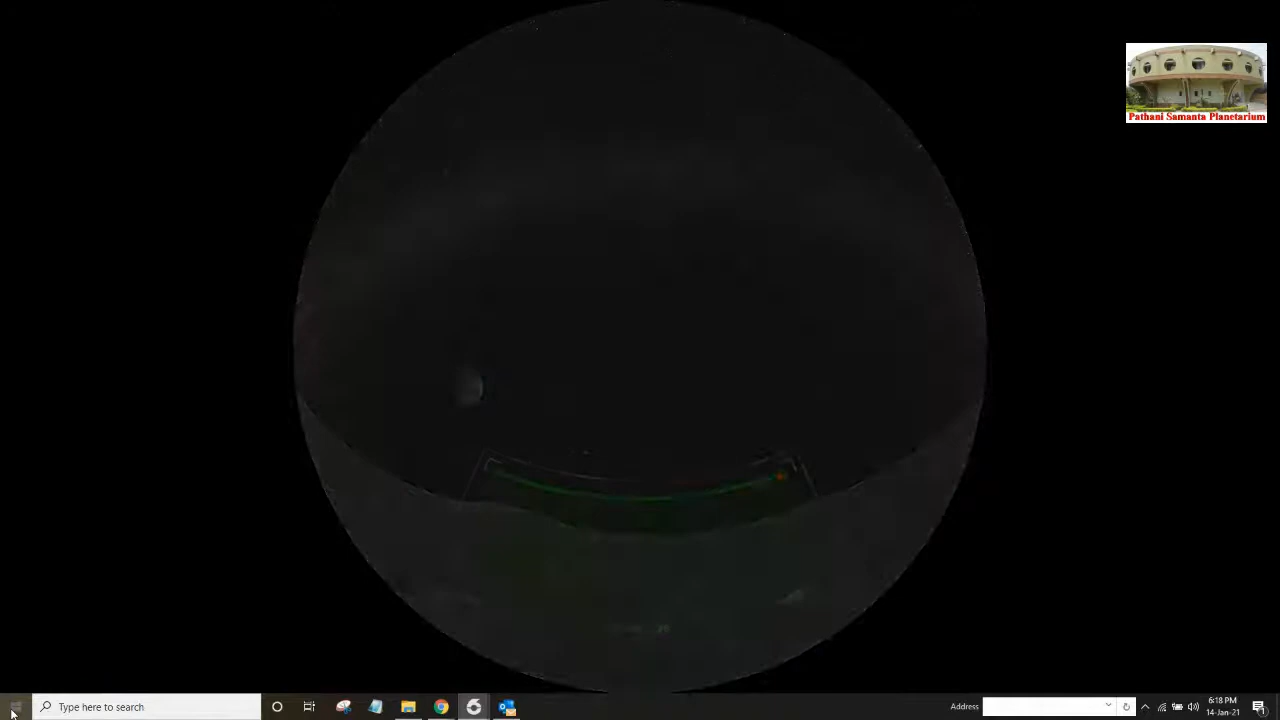 Pathani Samanta Planetarium
Type here to search
Address
6:18 PM
14-Jan-21